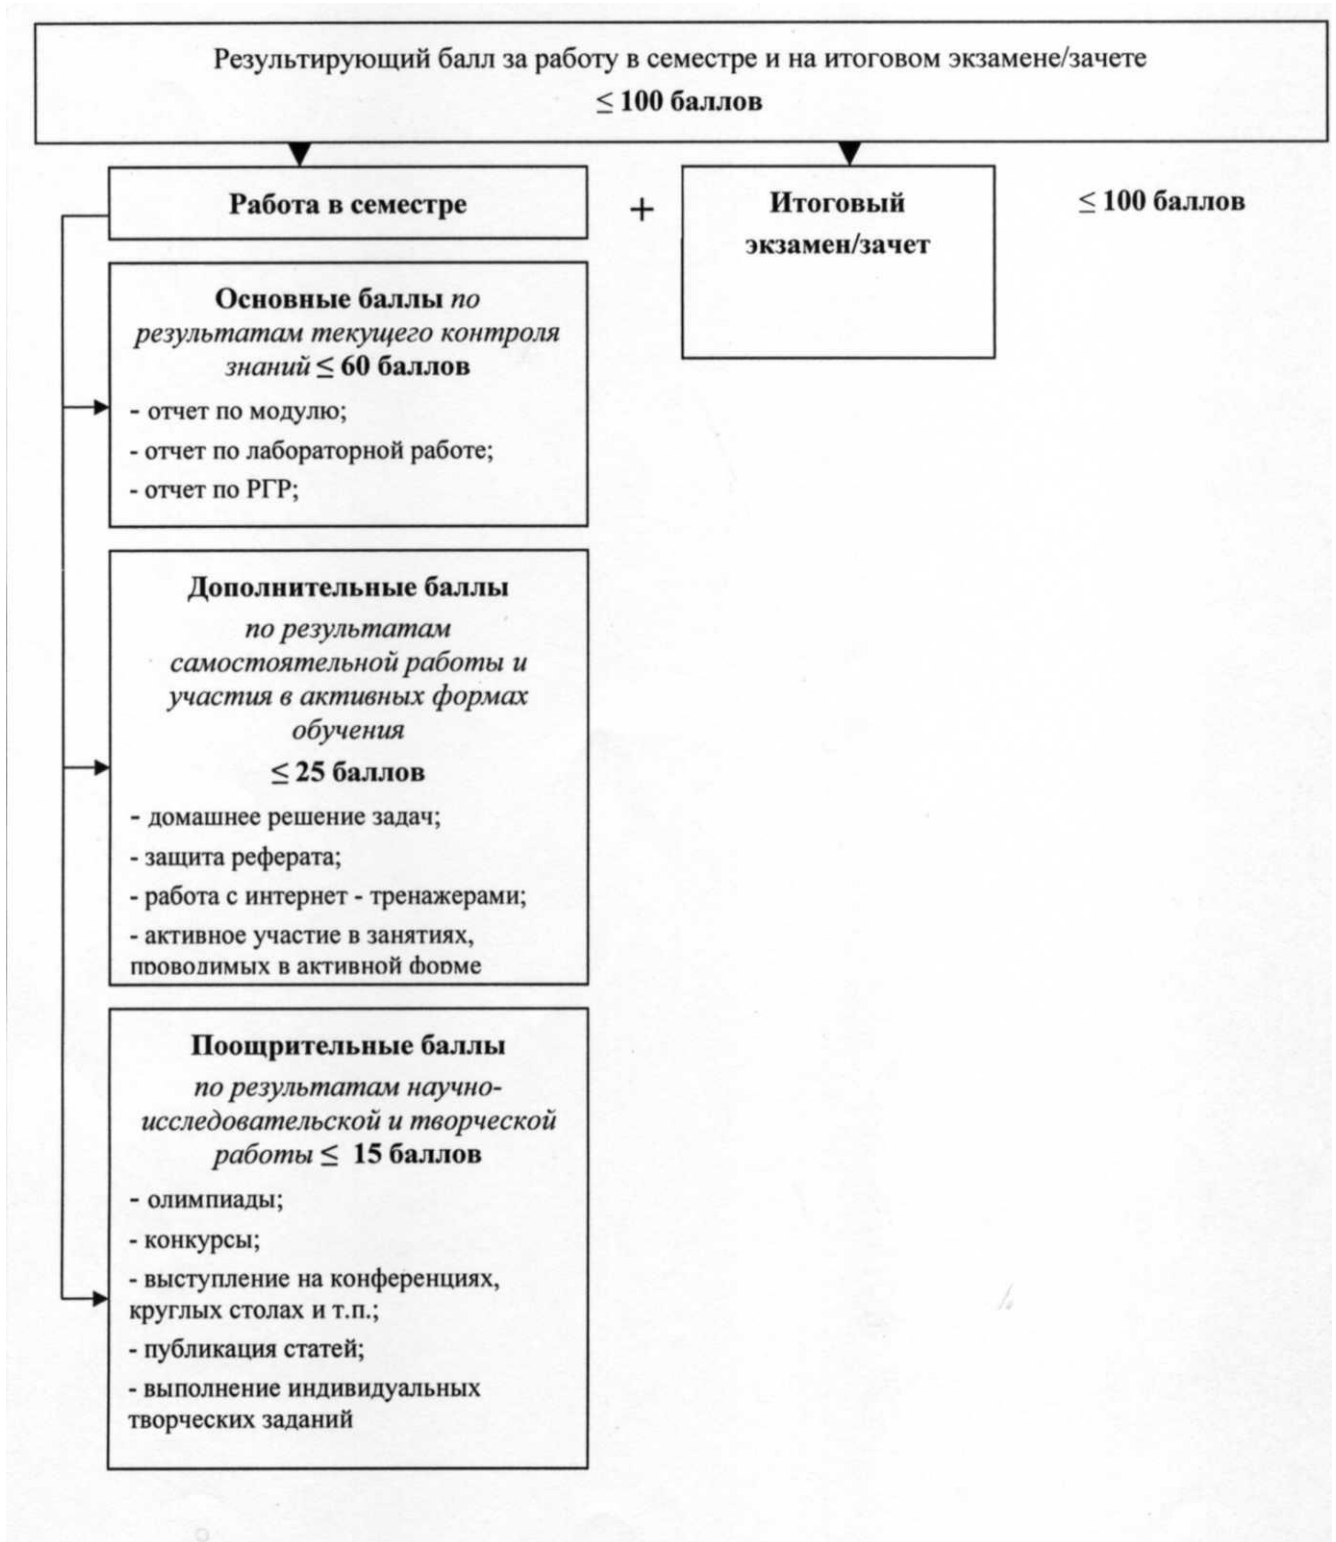 Результирующий балл за работу в семестре и на итоговом экзамене/зачете
≤ 100 баллов
Работа в семестре
+
Итоговый
экзамен/зачет
≤ 100 баллов
Основные баллы по
результатам текущего контроля
знаний ≤ 60 баллов
- отчет по модулю;
- отчет по лабораторной работе;
- отчет по РГР;
Дополнительные баллы
по результатам
самостоятельной работы и
участия в активных формах
обучения
≤ 25 баллов
- домашнее решение задач;
- защита реферата;
- работа с интернет - тренажерами;
- активное участие в занятиях,
проводимых в активной форме
Поощрительные баллы
по результатам научно-
исследовательской и творческой
работы ≤ 15 баллов
- олимпиады;
- конкурсы;
- выступление на конференциях,
круглых столах и т.п.;
- публикация статей;
- выполнение индивидуальных
творческих заданий